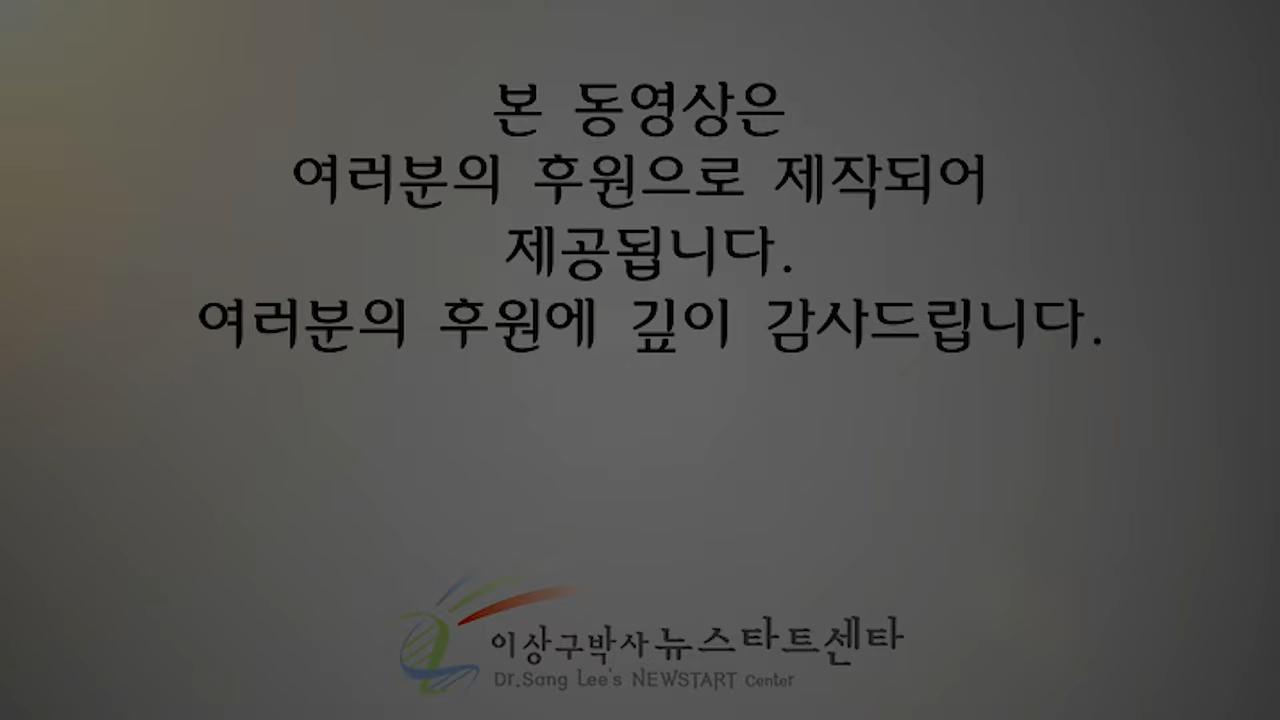 본 동영상은
여러분의 후원으로 제작되어
제공됩니다.
여러분의 후원에 깊이 감사드립니다.
이상구박사 뉴스타트센타
Dr.Sang Lee's NEWSTART Center